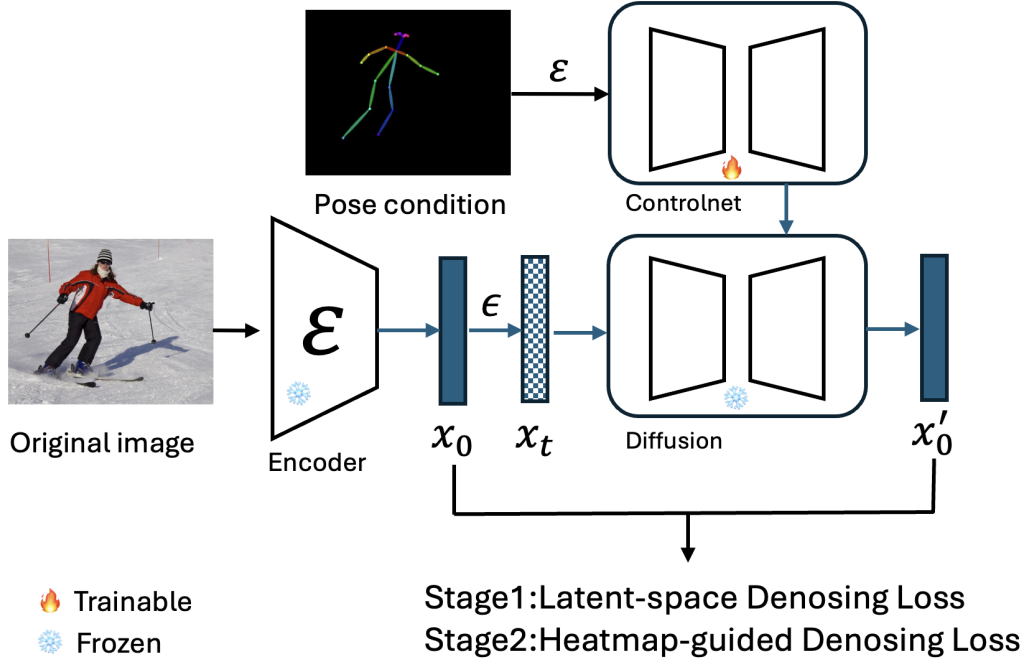 ε
Pose condition
Controlnet
Original image
ε
Encoder
x₀
ϵ
xₜ
Diffusion
x₀′
Trainable
Frozen
Stage1:Latent-space Denosing Loss
Stage2:Heatmap-guided Denosing Loss